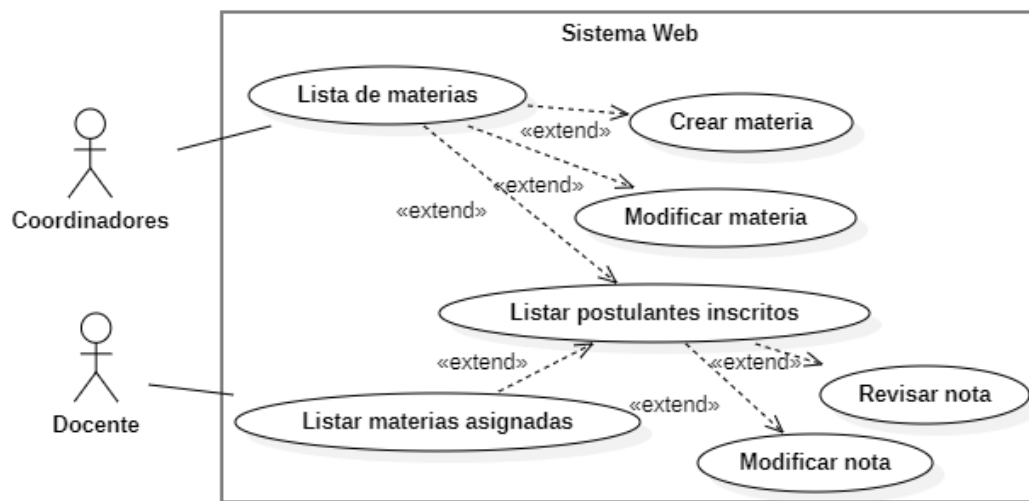 Sistema Web
Lista de materias
Crear materia
«extend»
«extend»
Modificar materia
«extend»
Coordinadores
Listar postulantes inscritos
«extend»
«extend»
Revisar nota
«extend»
Listar materias asignadas
Docente
Modificar nota